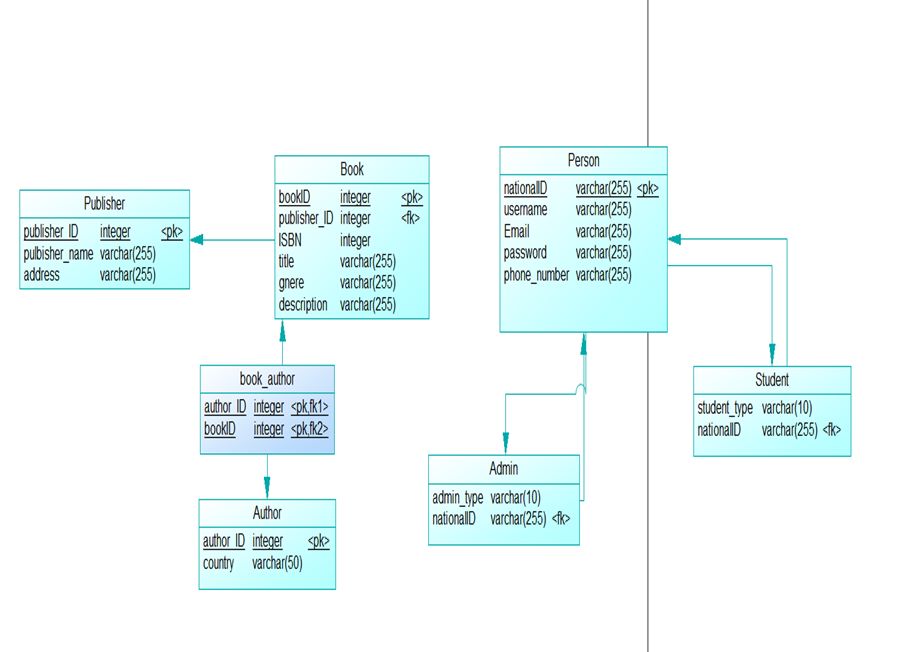 Publisher
publisher_ID integer <pk>
pulbisher_name varchar(255)
address varchar(255)
Book
bookID integer <pk>
publisher_ID integer <fk>
ISBN integer
title varchar(255)
gnere varchar(255)
description varchar(255)
book_author
author_ID integer <pk,fk1>
bookID integer <pk,fk2>
Author
author_ID integer <pk>
country varchar(50)
Person
nationalID varchar(255) <pk>
username varchar(255)
Email varchar(255)
password varchar(255)
phone_number varchar(255)
Admin
admin_type varchar(10)
nationalID varchar(255) <fk>
Student
student_type varchar(10)
nationalID varchar(255) <fk>